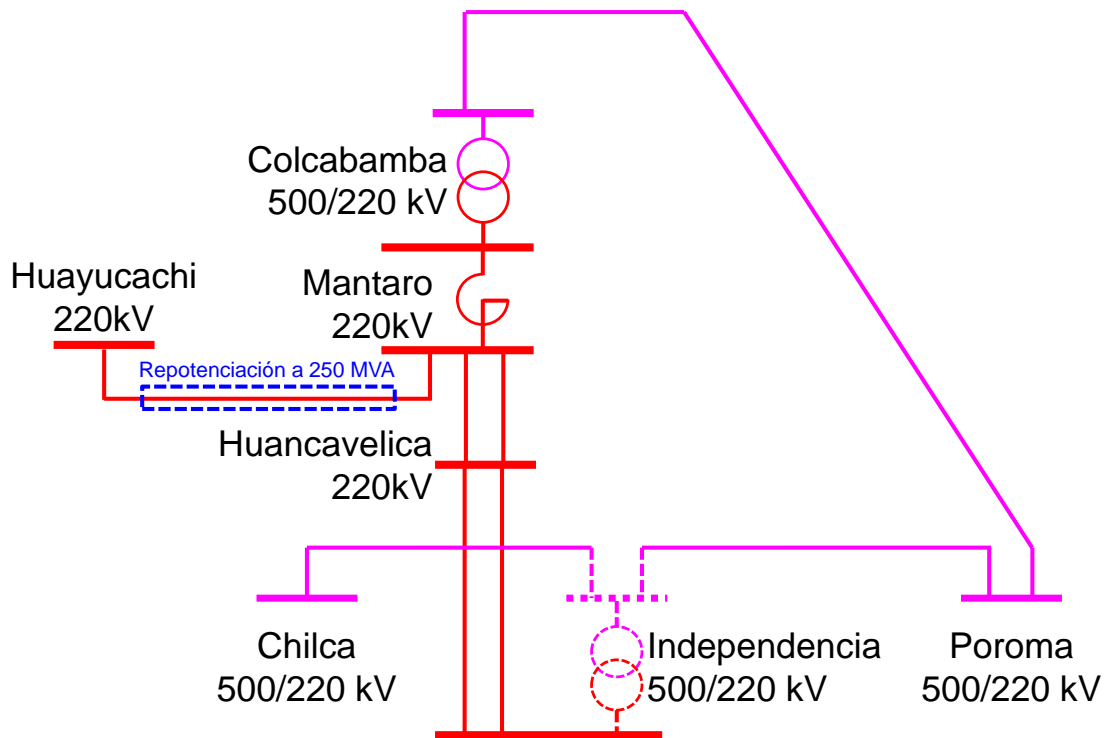 Colcabamba
500/220 kV
Huayucachi
220kV
Mantaro
220kV
Repotenciación a 250 MVA
Huancavelica
220kV
Chilca
500/220 kV
Independencia
500/220 kV
Poroma
500/220 kV